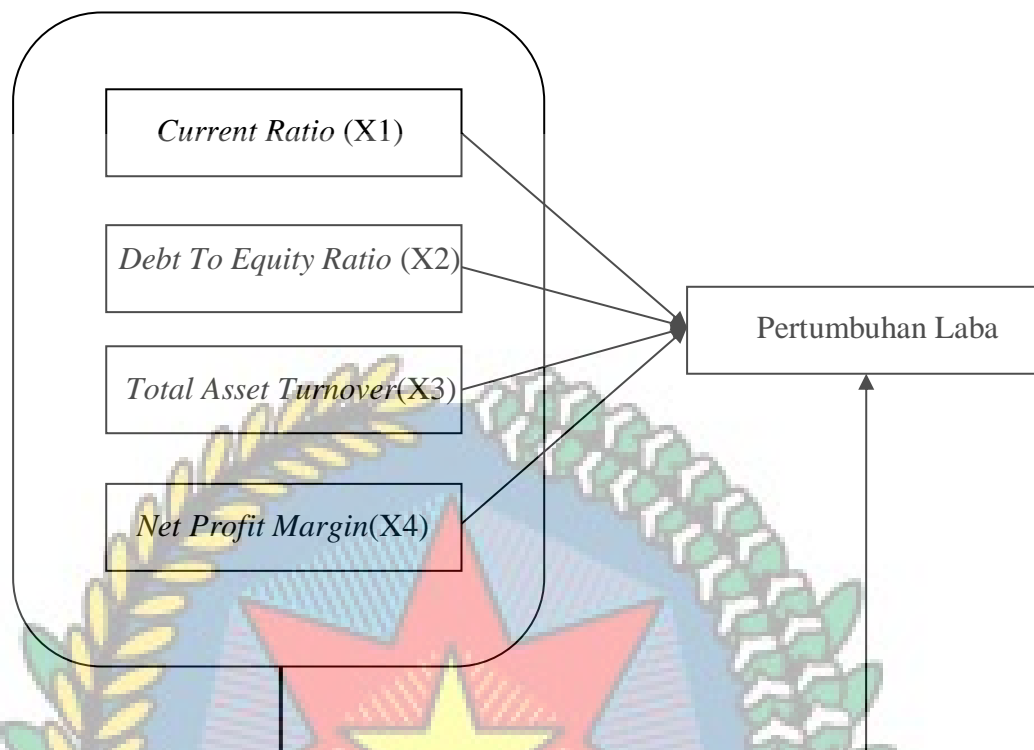 Current Ratio (X1)
Debt To Equity Ratio (X2)
Pertumbuhan Laba
Total Asset Turnover(X3)
Net Profit Margin(X4)